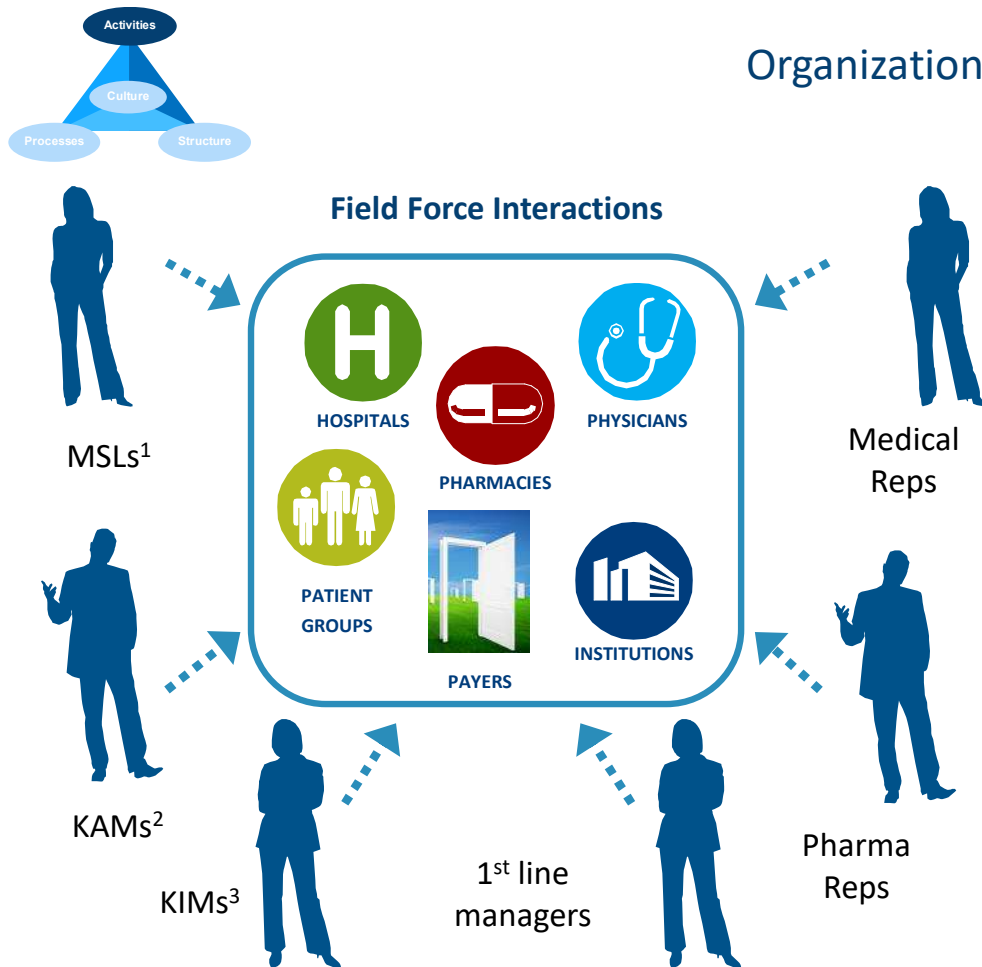 Activities
Culture
Processes
Structure
Organization
Field Force Interactions
HOSPITALS
PHYSICIANS
PHARMACIES
PATIENT
GROUPS
INSTITUTIONS
PAYERS
MSLs¹
Medical
Reps
KAMs²
Pharma
Reps
KIMs³
1st line
managers